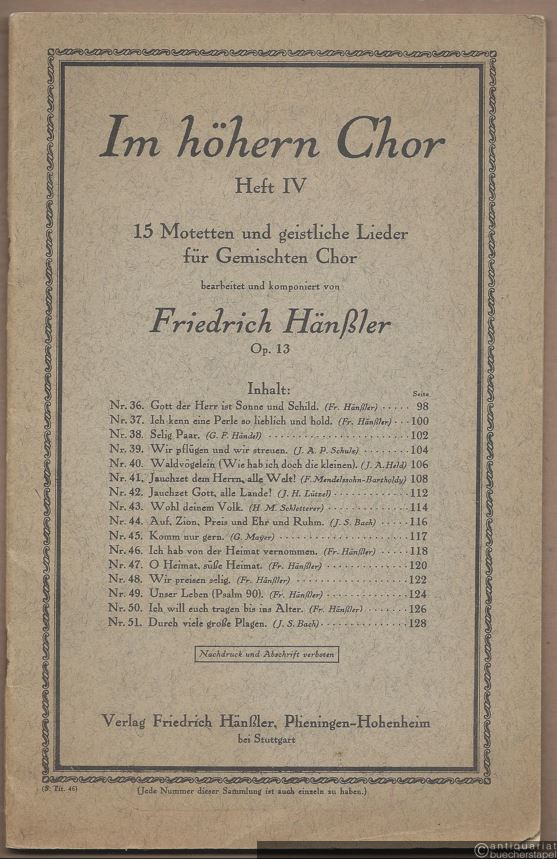 Im höhern Chor
Heft IV
15 Motetten und geistliche Lieder
für Gemischten Chor
bearbeitet und komponiert von
Friedrich Hänßler
Op. 13
Inhalt:
Seite
Nr. 36. Gott der Herr ist Sonne und Schild. (Fr. Hänßler) ····· 98
Nr. 37. Ich kenn eine Perle so lieblich und hold. (Fr. Hänßler) ·· 100
Nr. 38. Selig Paar. (G. F. Händel) ···················· 102
Nr. 39. Wir pflügen und wir streuen. (J. A. P. Schulz) ········ 104
Nr. 40. Waldvögelein (Wie hab ich doch die kleinen). (J. A. Held) 106
Nr. 41. Jauchzet dem Herrn, alle Welt! (F. Mendelssohn-Bartholdy) 108
Nr. 42. Jauchzet Gott, alle Lande! (J. H. Lützel) ············ 112
Nr. 43. Wohl deinem Volk. (H. M. Schletterer) ············· 114
Nr. 44. Auf, Zion, Preis und Ehr und Ruhm. (J. S. Bach) ····· 116
Nr. 45. Komm nur gern. (G. Mayer) ···················· 117
Nr. 46. Ich hab von der Heimat vernommen. (Fr. Hänßler) ····· 118
Nr. 47. O Heimat, süße Heimat. (Fr. Hänßler) ············· 120
Nr. 48. Wir preisen selig. (Fr. Hänßler) ················· 122
Nr. 49. Unser Leben (Psalm 90). (Fr. Hänßler) ············· 124
Nr. 50. Ich will euch tragen bis ins Alter. (Fr. Hänßler) ······· 126
Nr. 51. Durch viele große Plagen. (J. S. Bach) ·············· 128
Nachdruck und Abschrift verboten
Verlag Friedrich Hänßler, Plieningen-Hohenheim
bei Stuttgart
(S. Tit. 46)
(Jede Nummer dieser Sammlung ist auch einzeln zu haben.)
©antiquariat
buecherstapel